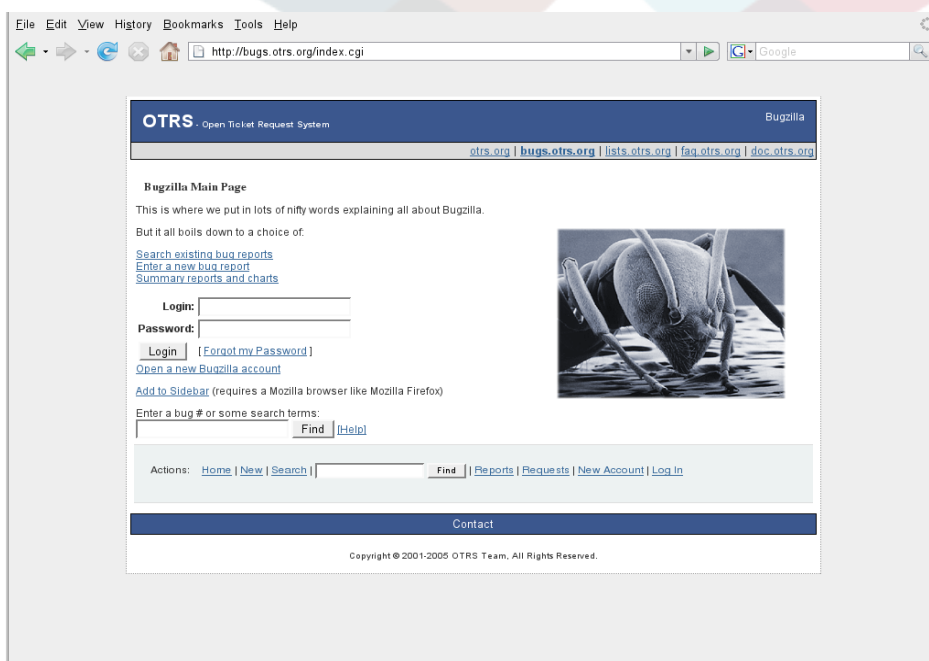 File Edit View History Bookmarks Tools Help
http://bugs.otrs.org/index.cgi
G Google
OTRS - Open Ticket Request System
Bugzilla
otrs.org | bugs.otrs.org | lists.otrs.org | faq.otrs.org | doc.otrs.org
Bugzilla Main Page
This is where we put in lots of nifty words explaining all about Bugzilla.
But it all boils down to a choice of:
Search existing bug reports
Enter a new bug report
Summary reports and charts
Login:
Password:
Login [ Forgot my Password ]
Open a new Bugzilla account
Add to Sidebar (requires a Mozilla browser like Mozilla Firefox)
Enter a bug # or some search terms:
Find [Help]
Actions: Home | New | Search | Find | Reports | Requests | New Account | Log In
Contact
Copyright © 2001-2005 OTRS Team, All Rights Reserved.